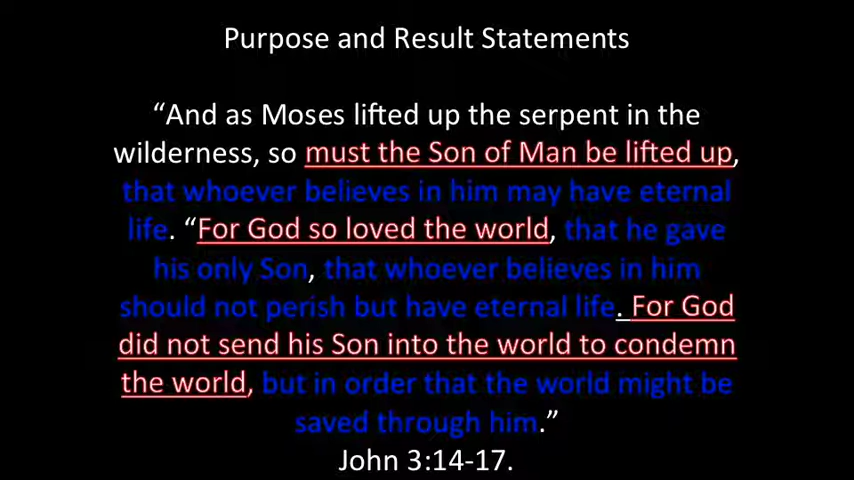 Purpose and Result Statements
“And as Moses lifted up the serpent in the
wilderness, so must the Son of Man be lifted up,
that whoever believes in him may have eternal
life. “For God so loved the world, that he gave
his only Son, that whoever believes in him
should not perish but have eternal life. For God
did not send his Son into the world to condemn
the world, but in order that the world might be
saved through him.”
John 3:14-17.